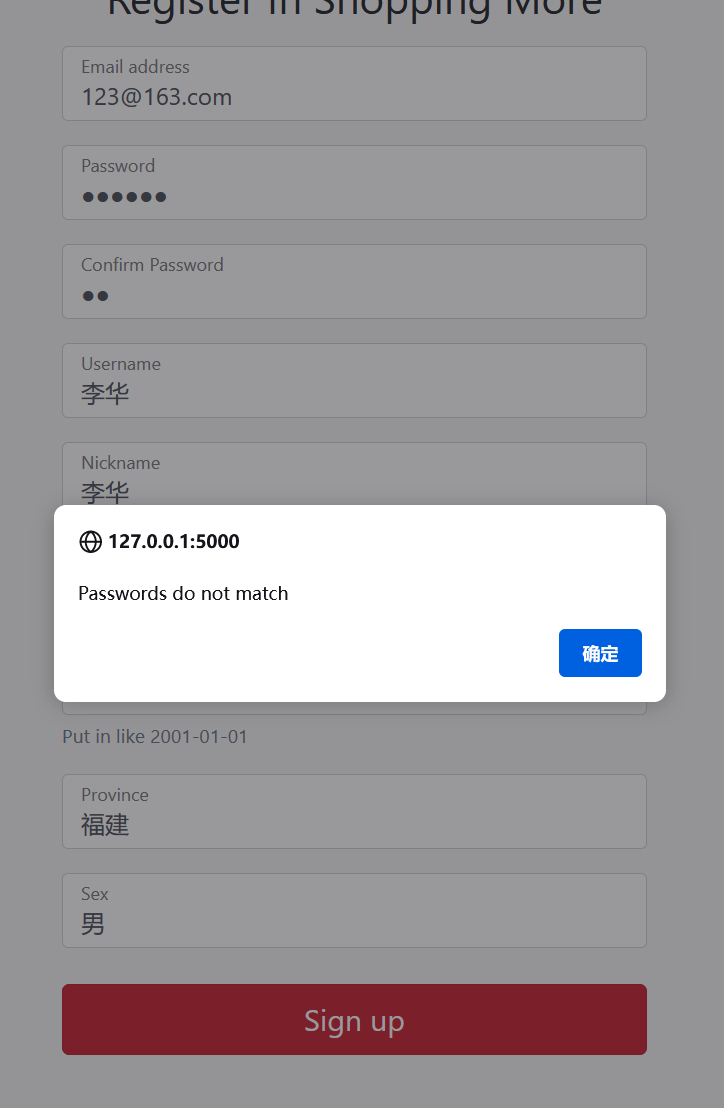 Register in Shopping More
Email address
123@163.com
Password
●●●●●●
Confirm Password
●●
Username
李华
Nickname
李华
127.0.0.1:5000
Passwords do not match
确定
Put in like 2001-01-01
Province
福建
Sex
男
Sign up